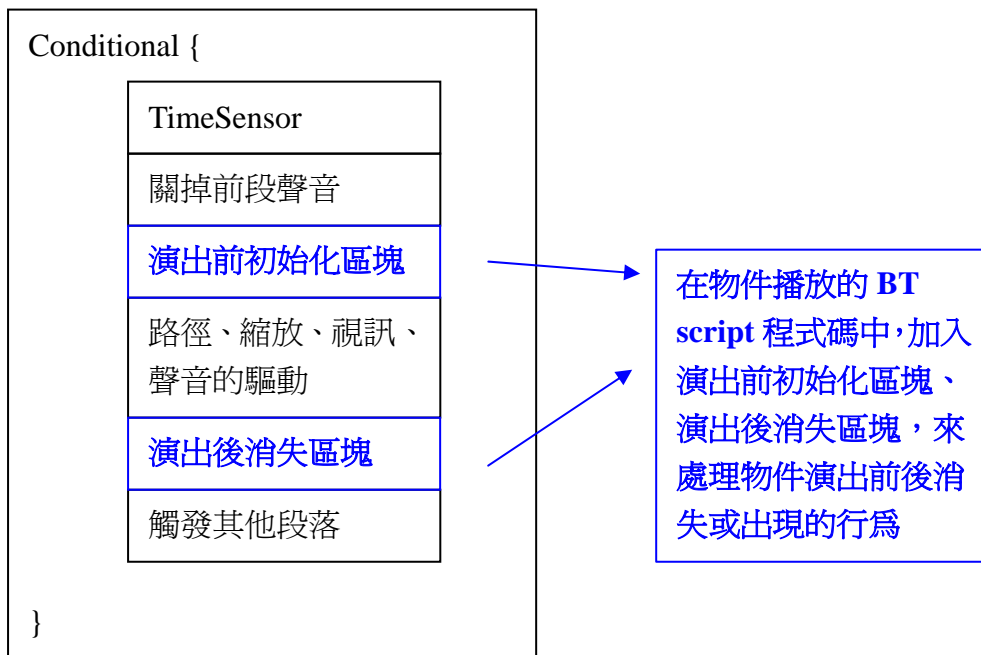 Conditional {
TimeSensor
關掉前段聲音
演出前初始化區塊
路徑、縮放、視訊、
聲音的驅動
演出後消失區塊
觸發其他段落
}
在物件播放的 BT
script 程式碼中，加入
演出前初始化區塊、
演出後消失區塊，來
處理物件演出前後消
失或出現的行爲